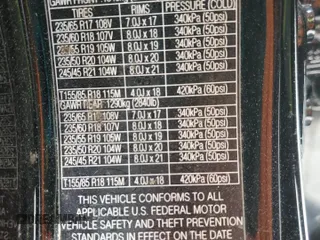 TIRES RIMS PRESSURE (COLD)
235/65 R17 108V 7.0J x 17 340kPa (50psi)
235/60 R18 107V 8.0J x 18 340kPa (50psi)
255/55 R19 105W 8.0J x 19 340kPa (50psi)
235/50 R20 104W 8.0J x 20 340kPa (50psi)
245/45 R21 104W 8.0J x 21 340kPa (50psi)
T155/85 R18 115M 4.0J x 18 420kPa (60psi)
GAWR REAR 1290kg (2840lb)
235/65 R17 108V 7.0J x 17 340kPa (50psi)
235/60 R18 107V 8.0J x 18 340kPa (50psi)
R19 105W 8.0J x 19 340kPa (50psi)
235/50 R20 104W 8.0J x 20 340kPa (50psi)
245/45 R21 104W 8.0J x 21 340kPa (50psi)
T155/85 R18 115M 4.0J x 18 420kPa (60psi)
THIS VEHICLE CONFORMS TO ALL
APPLICABLE U.S. FEDERAL MOTOR
VEHICLE SAFETY AND THEFT PREVENTION
STANDARDS IN EFFECT ON THE DATE OF